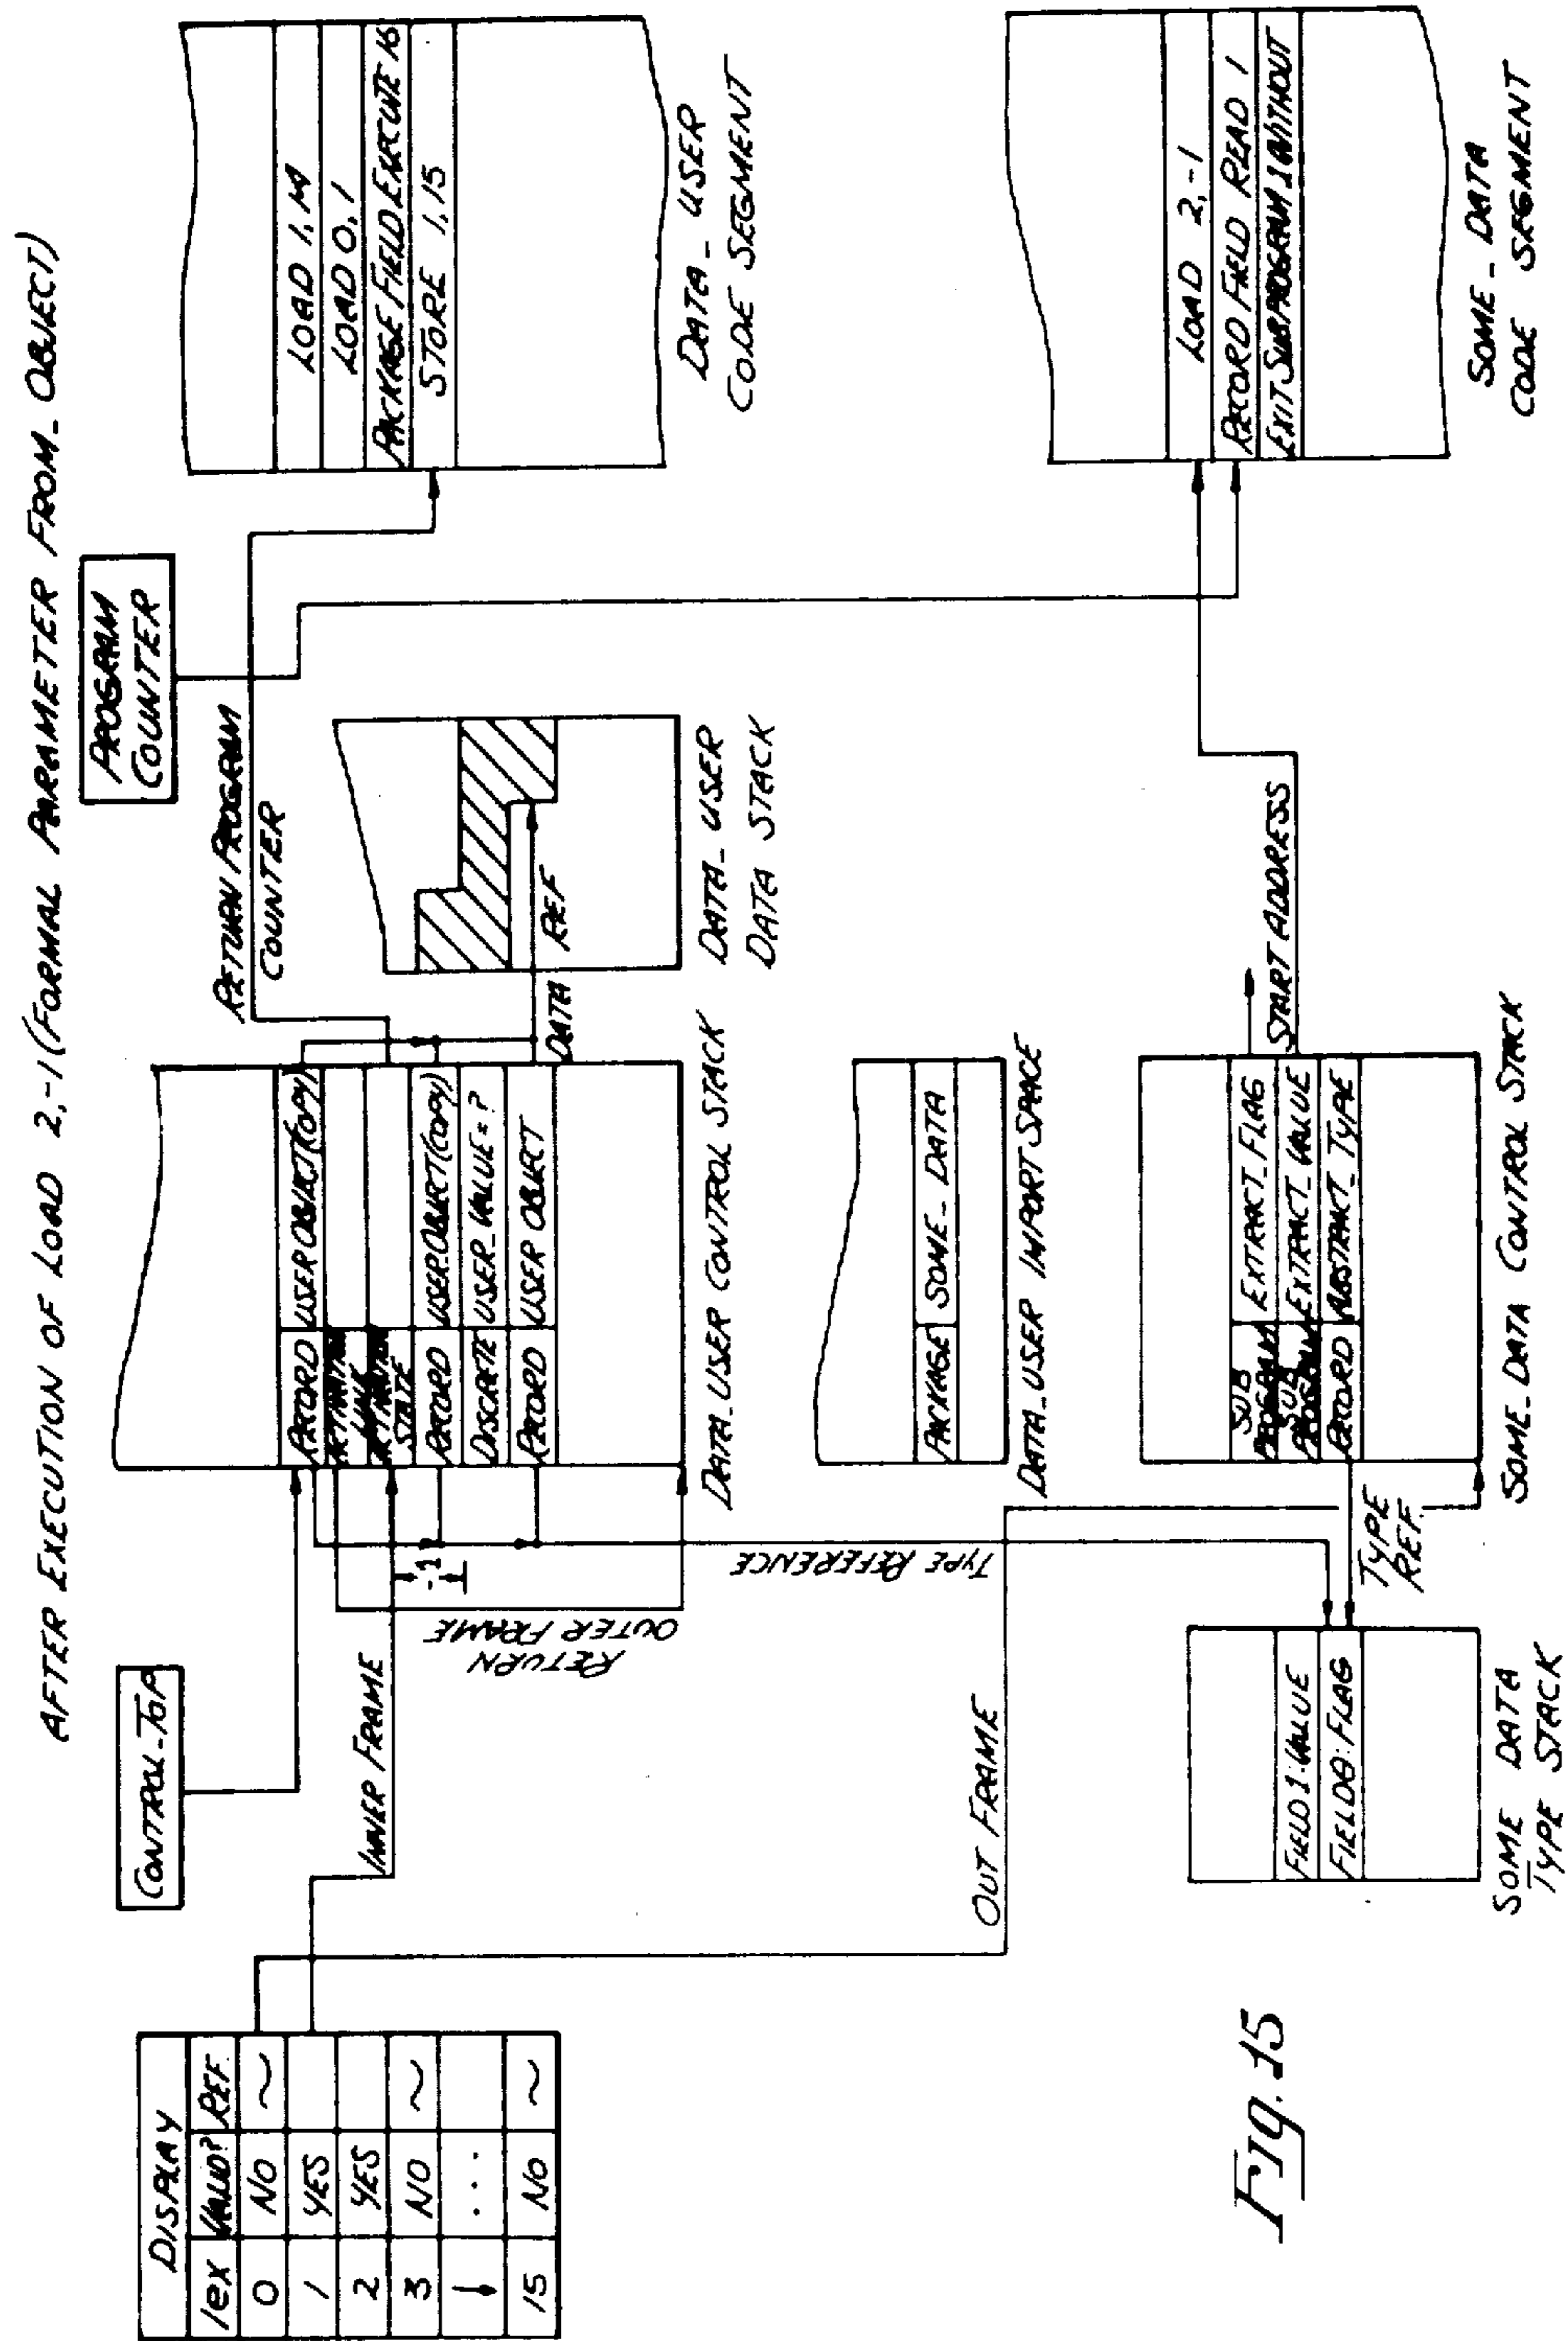 AFTER EXECUTION OF LOAD 2,-1 (FORMAL PARAMETER FROM_OBJECT)
DISPLAY
lex VALID? REF.
0 NO ~
1 YES
2 YES
3 NO ~
↓ ...
15 NO ~
CONTROL-TOP
INNER FRAME
OUT FRAME
RETURN
OUTER FRAME
-1
TYPE REFERENCE
RECORD USER OBJECT (COPY)
LINK
STATE
RECORD USER.OBJECT (COPY)
DISCRETE USER_VALUE = ?
RECORD USER OBJECT
DATA_USER CONTROL STACK
RETURN PROGRAM
COUNTER
DATA REF
DATA_USER
DATA STACK
PROGRAM
COUNTER
LOAD 1,14
LOAD 0,1
PACKAGE FIELD EXECUTE 16
STORE 1,15
DATA_USER
CODE SEGMENT
PACKAGE SOME_DATA
DATA_USER IMPORT SPACE
FIELD 1: VALUE
FIELD 0: FLAG
SOME DATA
TYPE STACK
TYPE
REF.
SUB
PROGRAM EXTRACT_FLAG
SUB
PROGRAM EXTRACT_VALUE
RECORD ABSTRACT_TYPE
SOME_DATA CONTROL STACK
START ADDRESS
LOAD 2,-1
RECORD FIELD READ 1
EXIT SUBPROGRAM 1 WITHOUT
SOME_DATA
CODE SEGMENT
Fig. 15